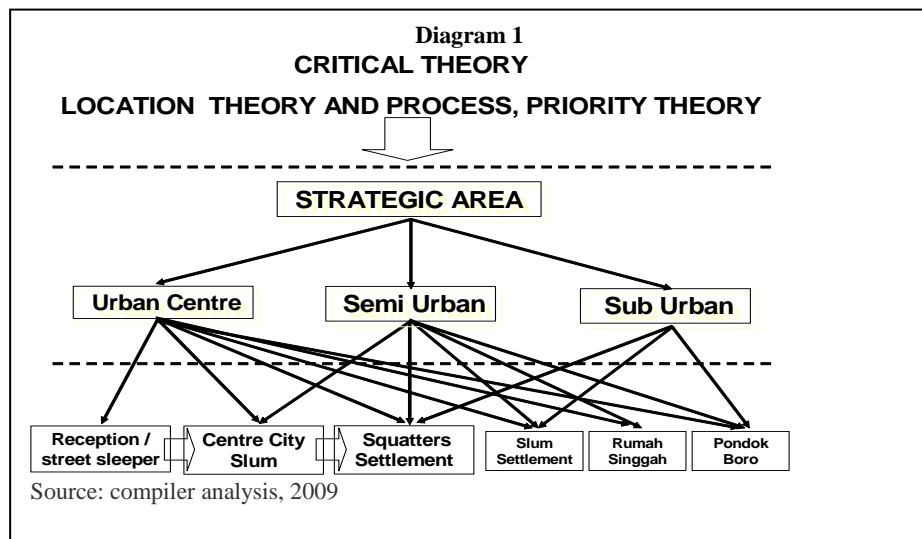 Diagram 1
CRITICAL THEORY
LOCATION THEORY AND PROCESS, PRIORITY THEORY
STRATEGIC AREA
Urban Centre
Semi Urban
Sub Urban
Reception /
street sleeper
Centre City
Slum
Squatters
Settlement
Slum
Settlement
Rumah
Singgah
Pondok
Boro
Source: compiler analysis, 2009